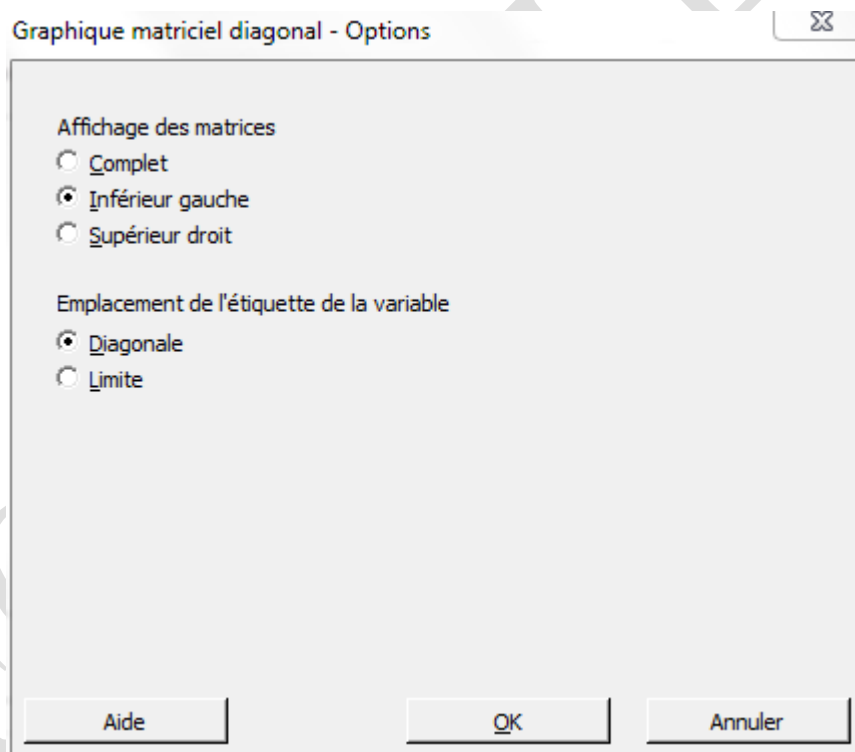 Graphique matriciel diagonal - Options
Affichage des matrices
Complet
Inférieur gauche
Supérieur droit
Emplacement de l'étiquette de la variable
Diagonale
Limite
Aide
OK
Annuler